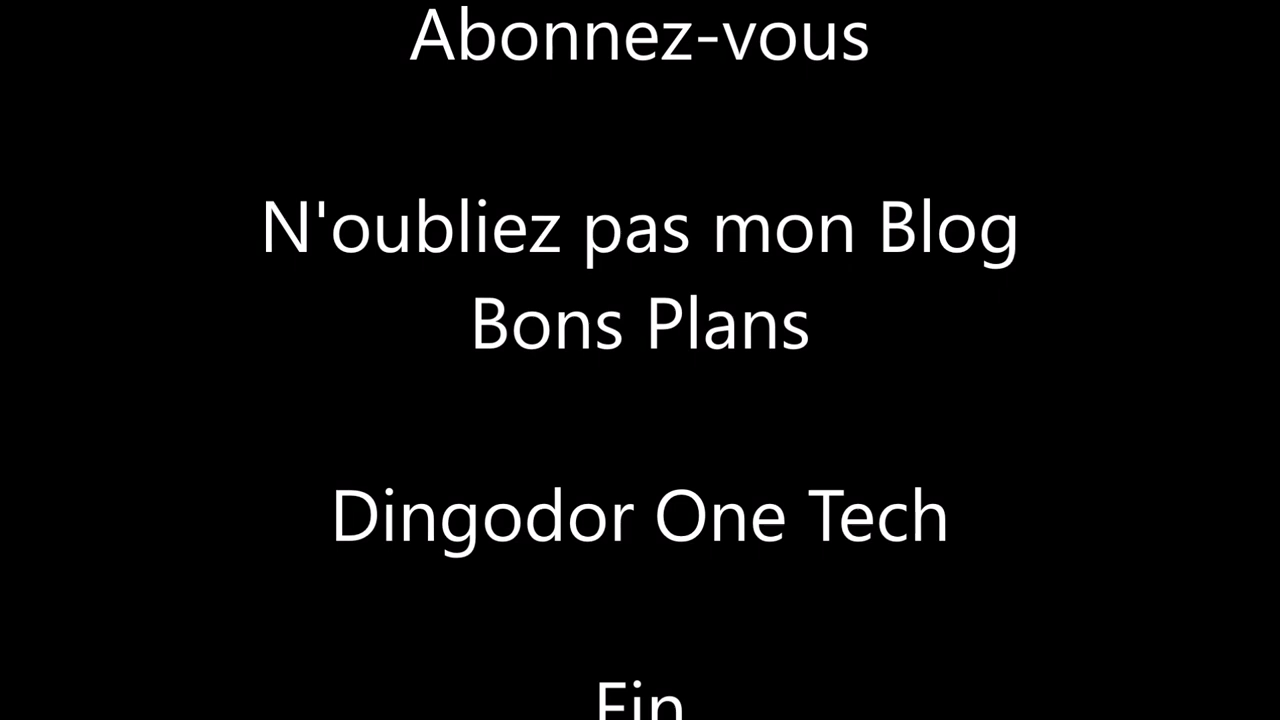 Abonnez-vous
N'oubliez pas mon Blog
Bons Plans
Dingodor One Tech
Fin